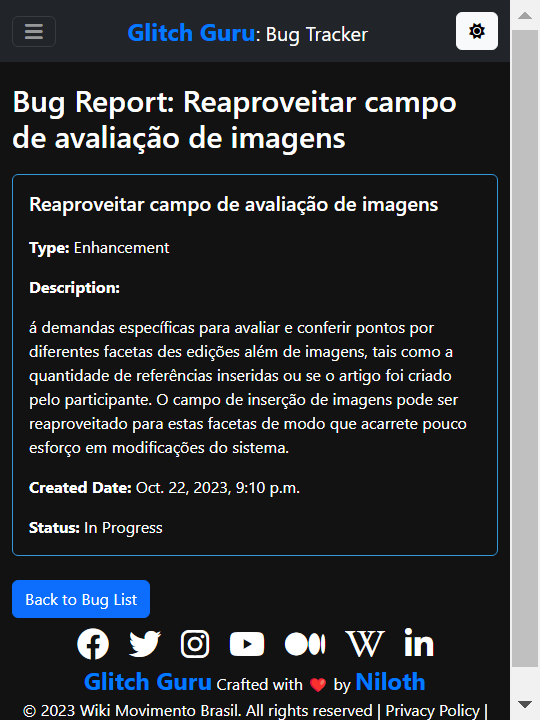 Glitch Guru: Bug Tracker
Bug Report: Reaproveitar campo
de avaliação de imagens
Reaproveitar campo de avaliação de imagens
Type: Enhancement
Description:
á demandas específicas para avaliar e conferir pontos por
diferentes facetas des edições além de imagens, tais como a
quantidade de referências inseridas ou se o artigo foi criado
pelo participante. O campo de inserção de imagens pode ser
reaproveitado para estas facetas de modo que acarrete pouco
esforço em modificações do sistema.
Created Date: Oct. 22, 2023, 9:10 p.m.
Status: In Progress
Back to Bug List
Glitch Guru Crafted with ❤️ by Niloth
© 2023 Wiki Movimento Brasil. All rights reserved | Privacy Policy |